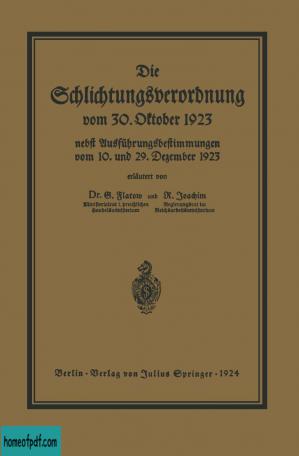 Die
Schlichtungsverordnung
vom 30. Oktober 1923
nebst Ausführungsbestimmungen
vom 10. und 29. Dezember 1923
erläutert von
Dr. G. Flatow und R. Joachim
Ministerialrat i. preußischen Regierungsrat im
Handelsministerium Reichsarbeitsministerium
Berlin - Verlag von Julius Springer - 1924
homeofpdf.com